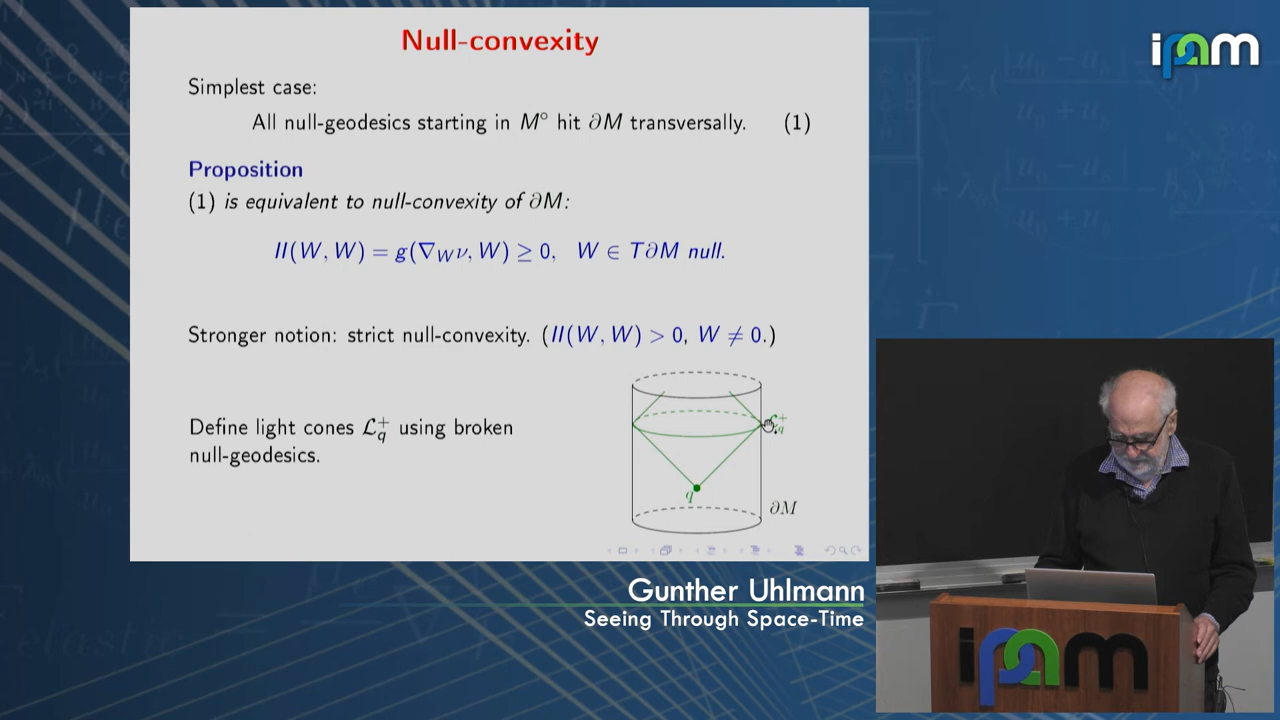 Null-convexity
Simplest case:
All null-geodesics starting in M° hit ∂M transversally. (1)
Proposition
(1) is equivalent to null-convexity of ∂M:
II(W, W) = g(∇_W ν, W) ≥ 0, W ∈ T∂M null.
Stronger notion: strict null-convexity. (II(W, W) > 0, W ≠ 0.)
Define light cones 𝓛_q^+ using broken
null-geodesics.
𝓛_q^+
q
∂M
ipam
Gunther Uhlmann
Seeing Through Space-Time
ipam